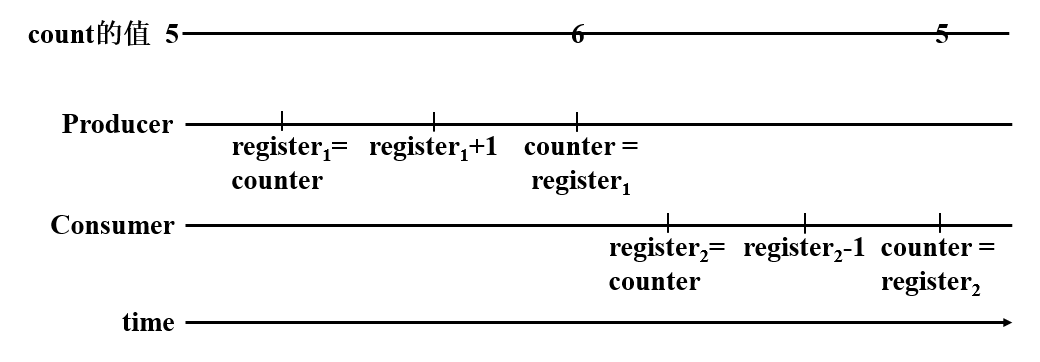 count的值 5 6 5
Producer
register₁= register₁+1 counter =
counter register₁
Consumer
register₂= register₂-1 counter =
counter register₂
time